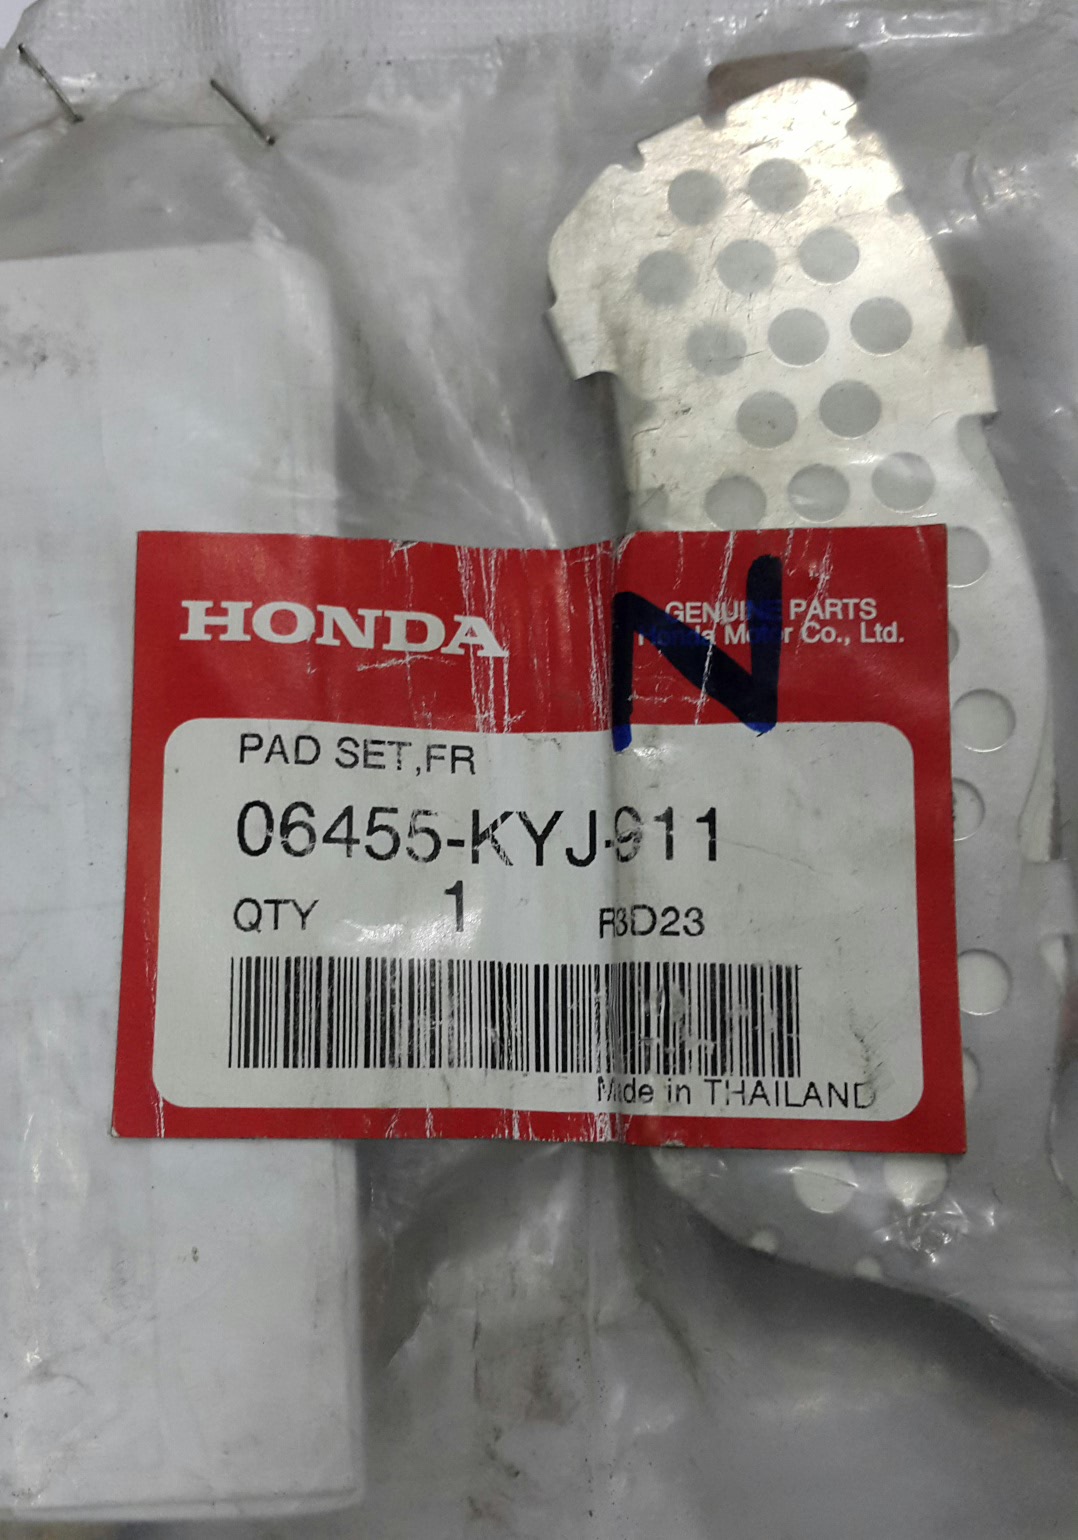 HONDA
GENUINE PARTS
Honda Motor Co., Ltd.
N
PAD SET,FR
06455-KYJ-911
QTY 1 R3D23
Made in THAILAND